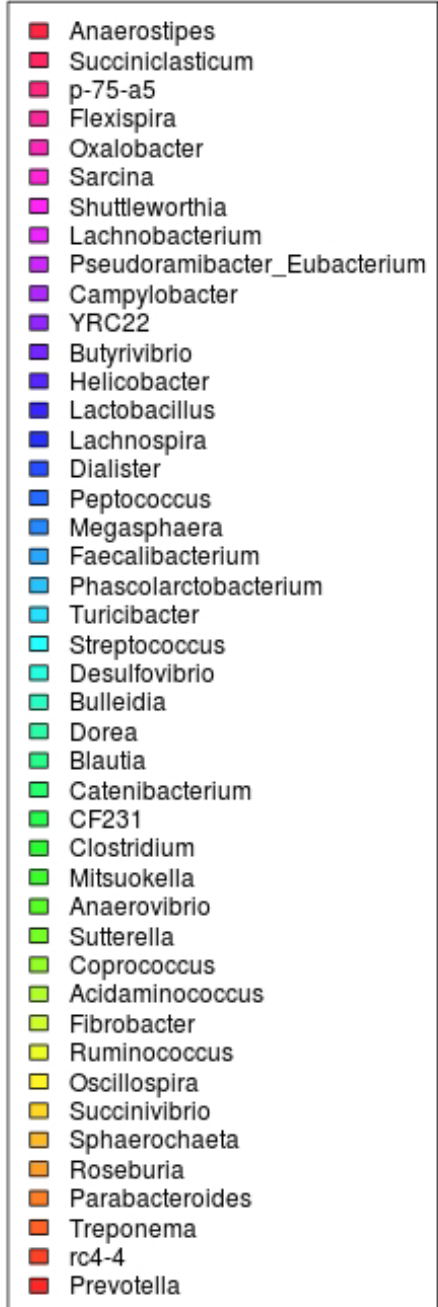 Anaerostipes
Succiniclasticum
p-75-a5
Flexispira
Oxalobacter
Sarcina
Shuttleworthia
Lachnobacterium
Pseudoramibacter_Eubacterium
Campylobacter
YRC22
Butyrivibrio
Helicobacter
Lactobacillus
Lachnospira
Dialister
Peptococcus
Megasphaera
Faecalibacterium
Phascolarctobacterium
Turicibacter
Streptococcus
Desulfovibrio
Bulleidia
Dorea
Blautia
Catenibacterium
CF231
Clostridium
Mitsuokella
Anaerovibrio
Sutterella
Coprococcus
Acidaminococcus
Fibrobacter
Ruminococcus
Oscillospira
Succinivibrio
Sphaerochaeta
Roseburia
Parabacteroides
Treponema
rc4-4
Prevotella